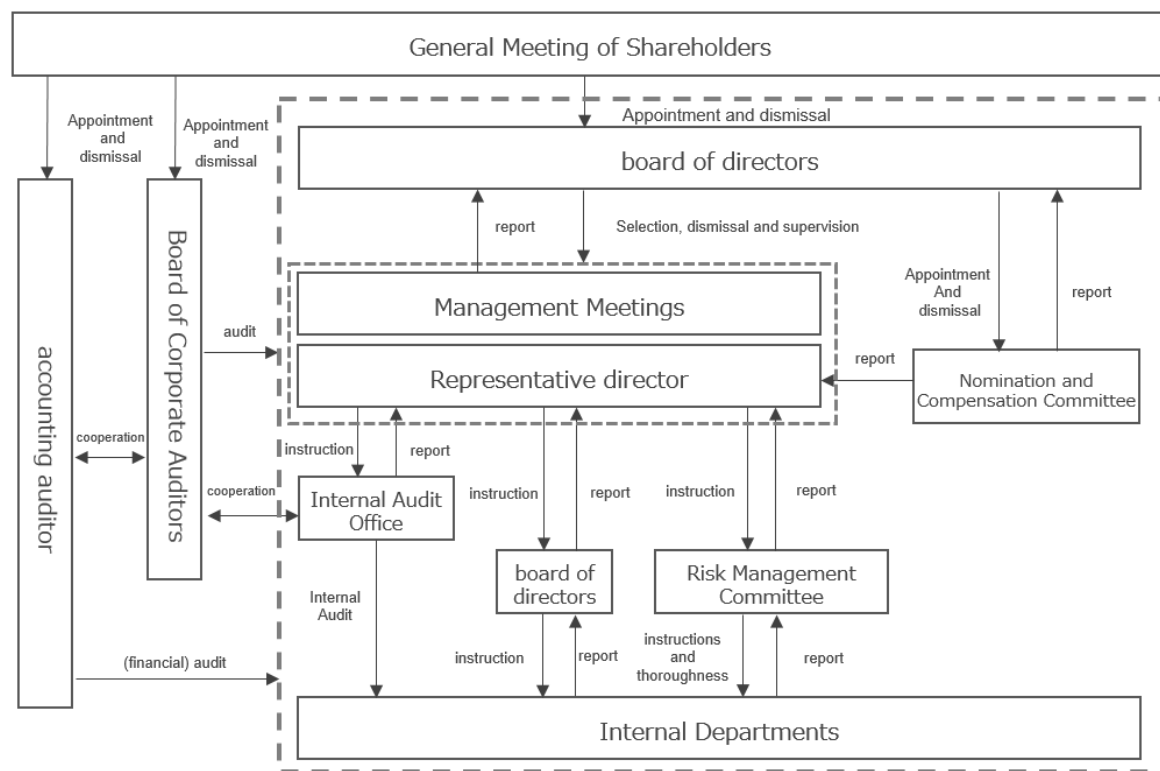 General Meeting of Shareholders
Appointment
and
dismissal
Appointment
and
dismissal
Appointment and dismissal
board of directors
report
Selection, dismissal and supervision
Appointment
And
dismissal
report
Management Meetings
Representative director
report
Nomination and
Compensation Committee
accounting auditor
Board of Corporate Auditors
audit
cooperation
cooperation
instruction
report
Internal Audit
Office
instruction
report
instruction
report
board of
directors
Risk Management
Committee
Internal
Audit
instruction
report
instructions
and
thoroughness
report
(financial) audit
Internal Departments